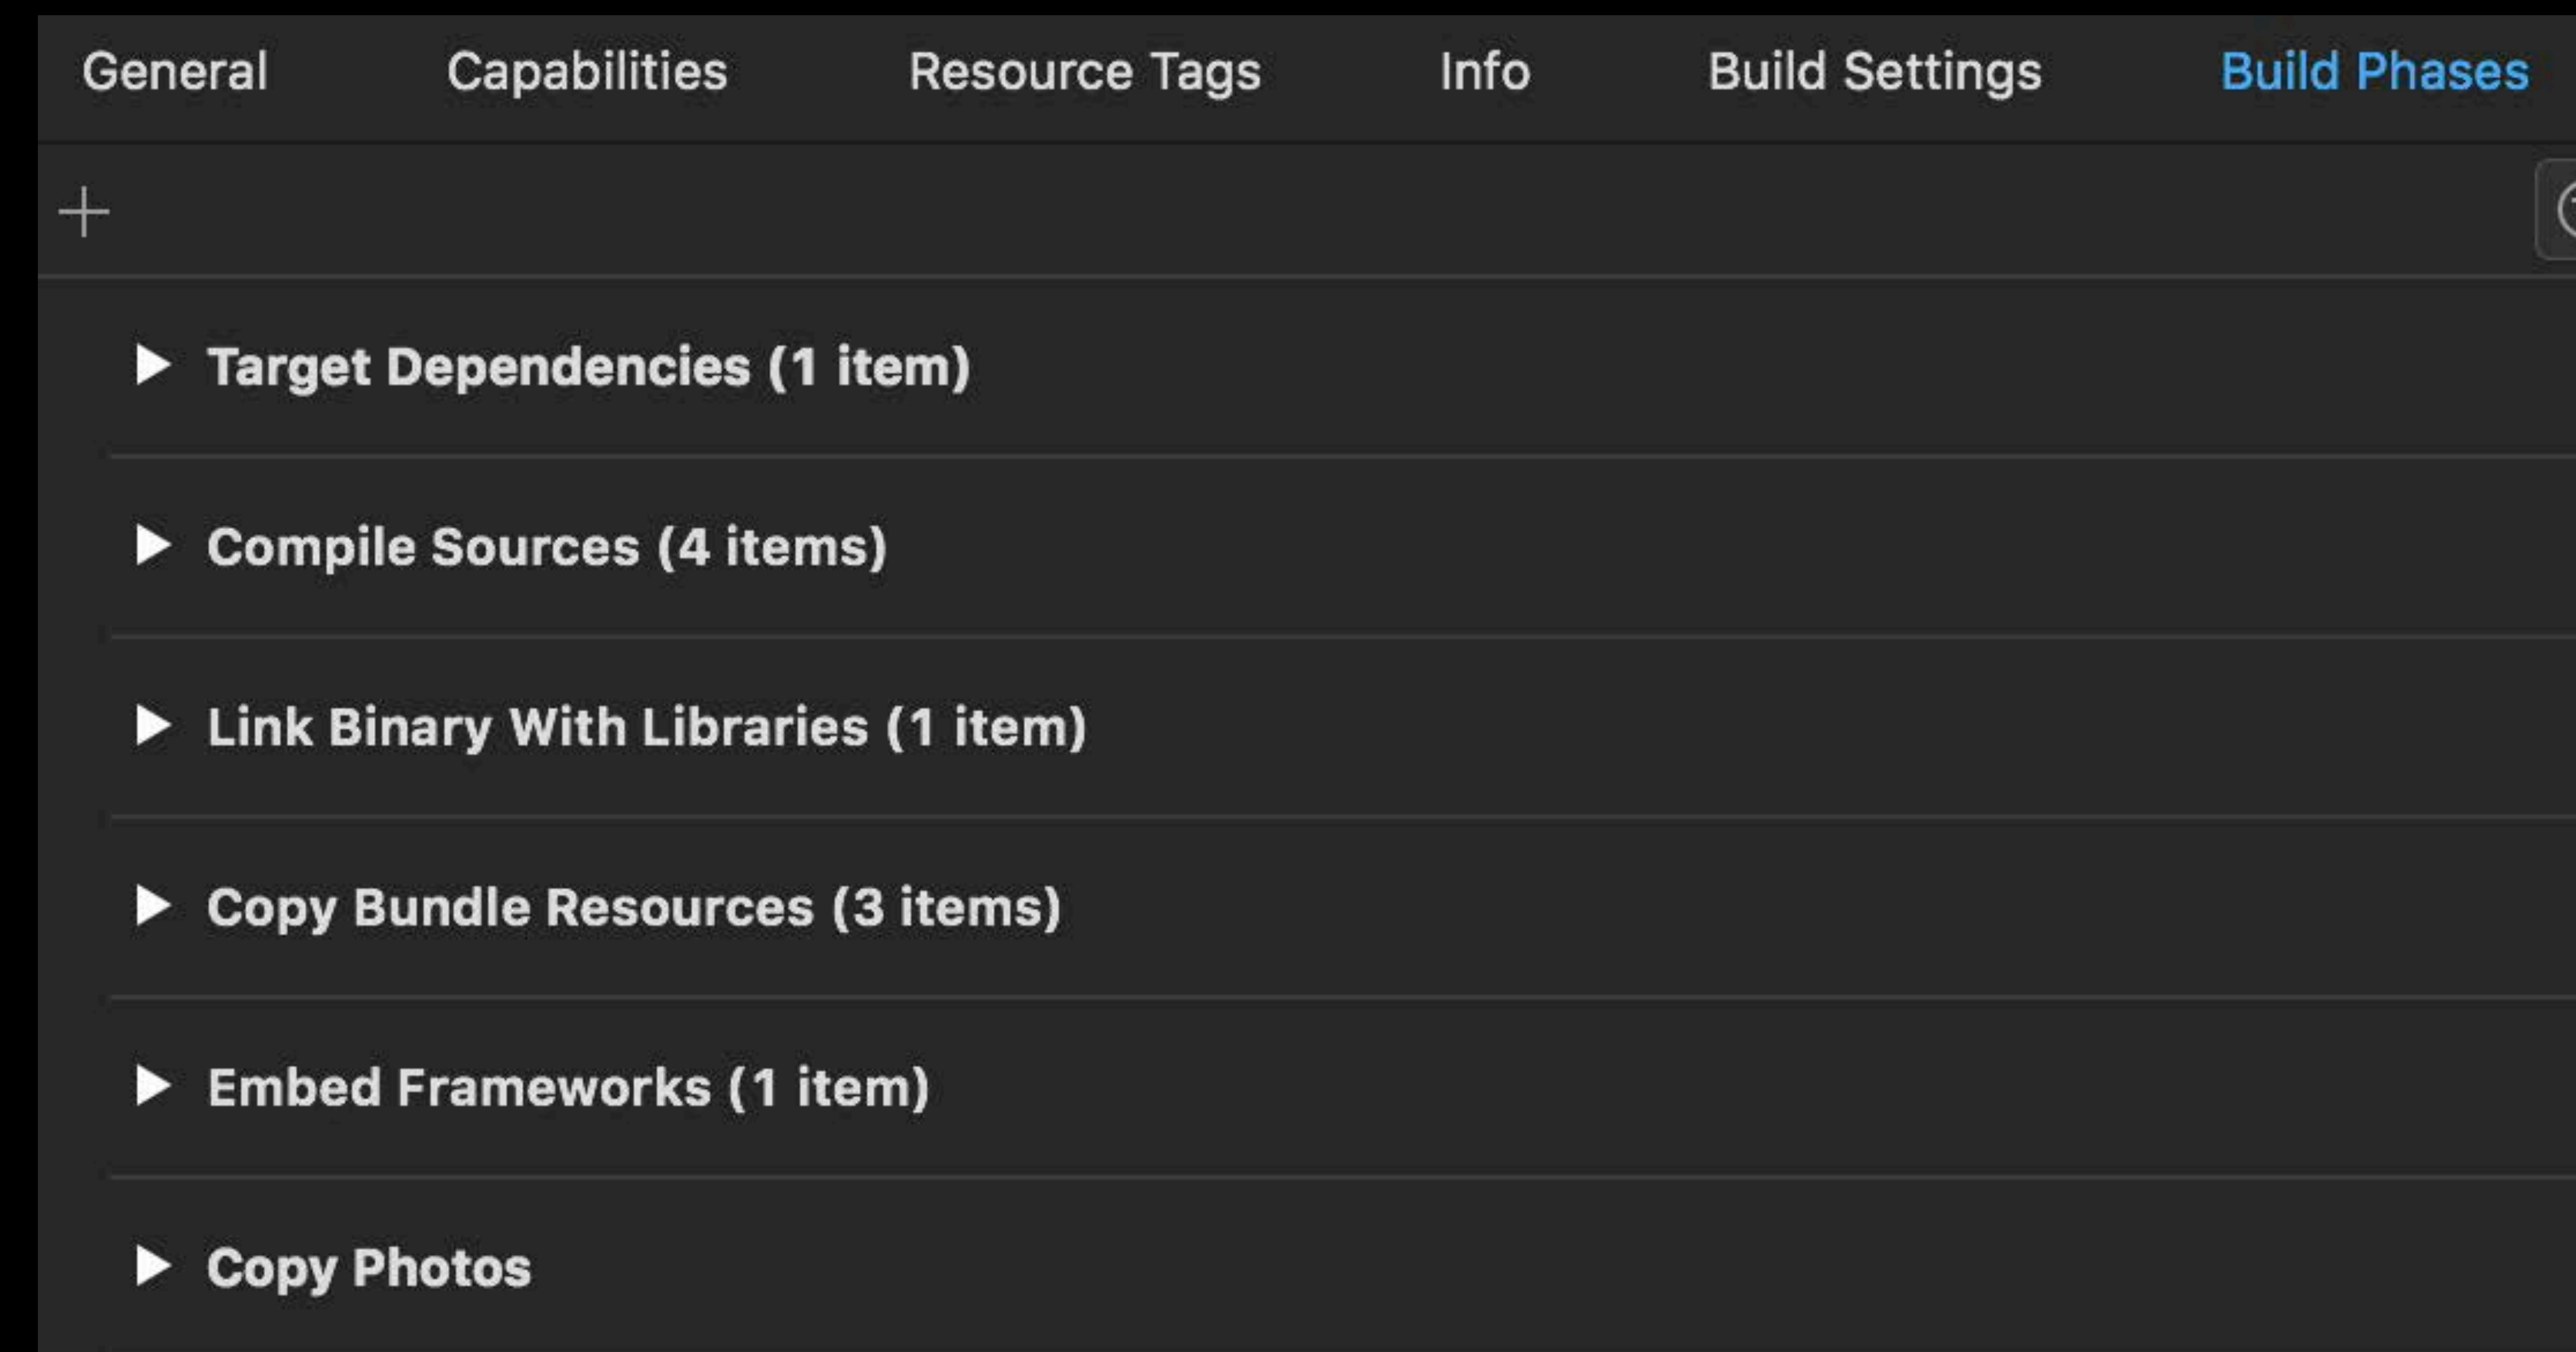 General Capabilities Resource Tags Info Build Settings Build Phases
Target Dependencies (1 item)
Compile Sources (4 items)
Link Binary With Libraries (1 item)
Copy Bundle Resources (3 items)
Embed Frameworks (1 item)
Copy Photos